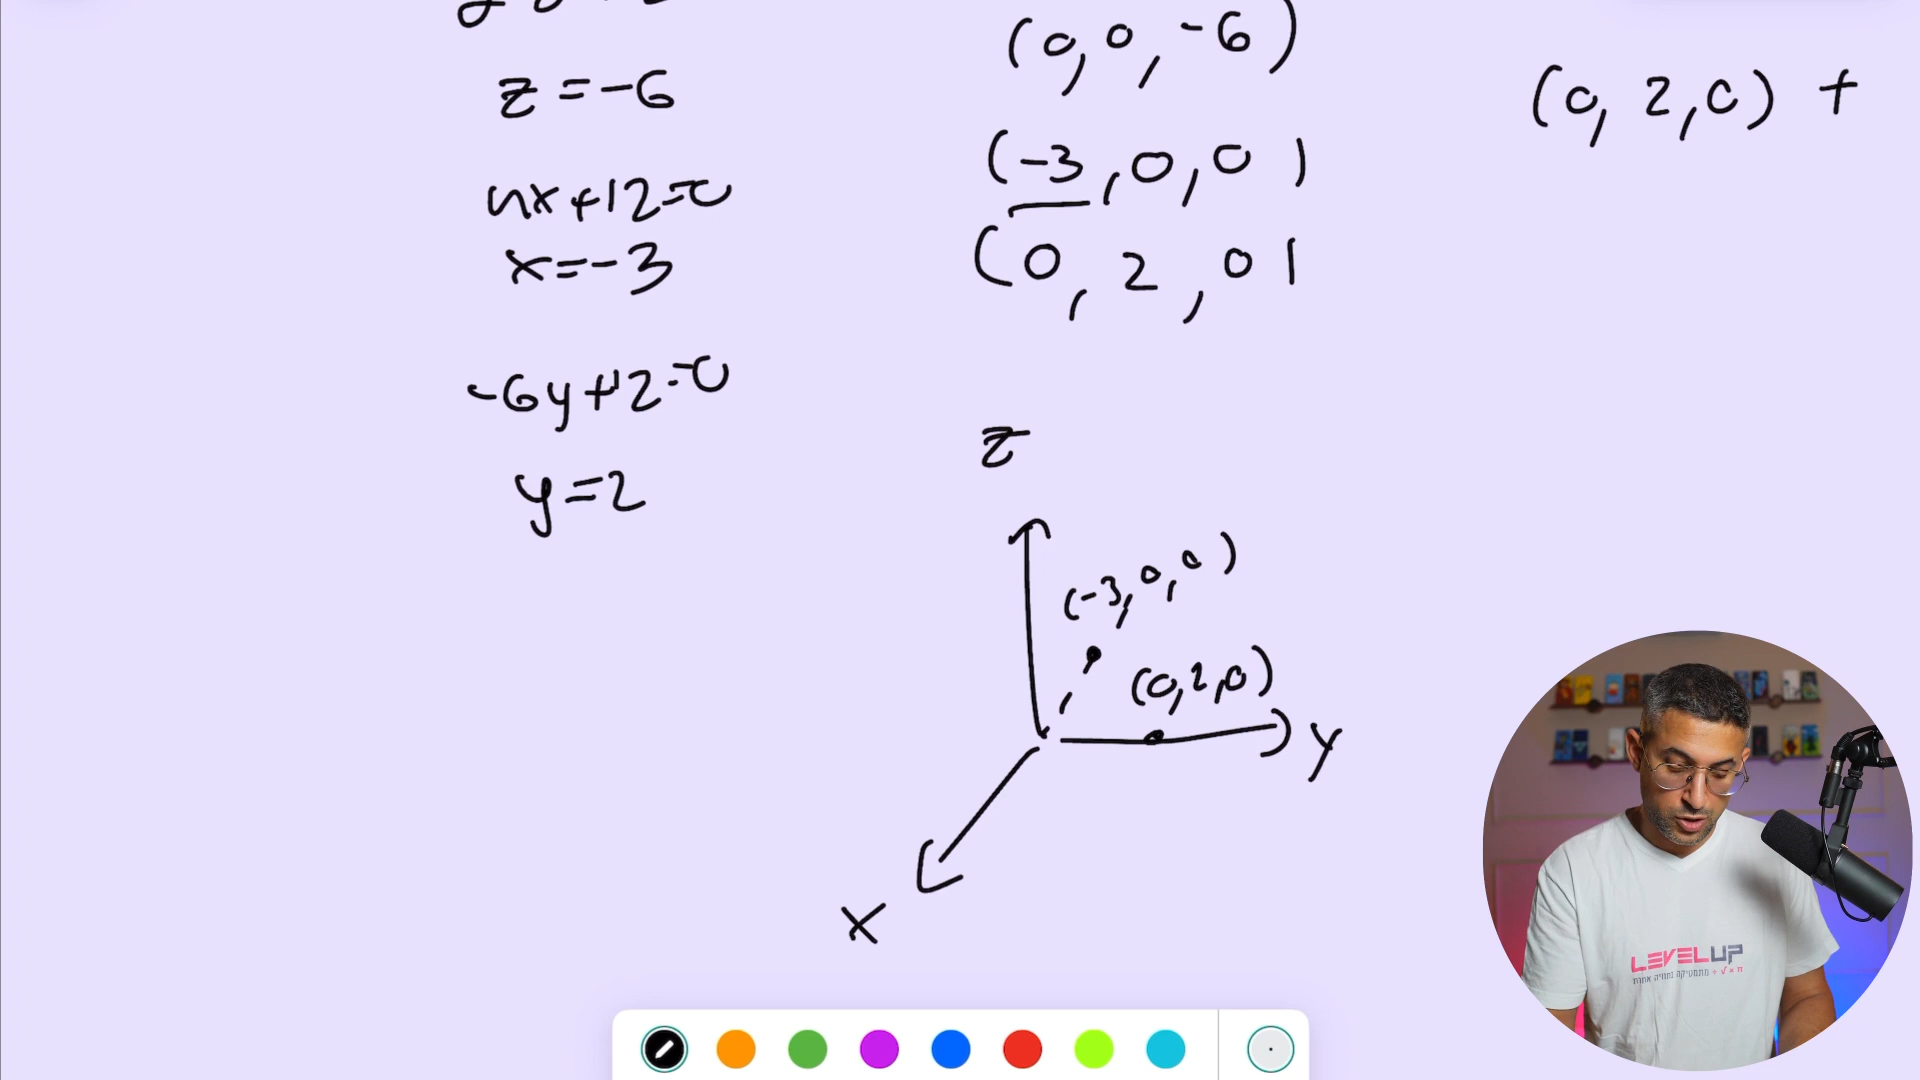 z = -6
4x+12=0
x=-3
-6y+12=0
y=2
(0,0,-6)
(-3,0,0)
(0,2,0)
(0,2,0) +
z
(-3,0,0)
(0,2,0)
y
x
LEVELUP